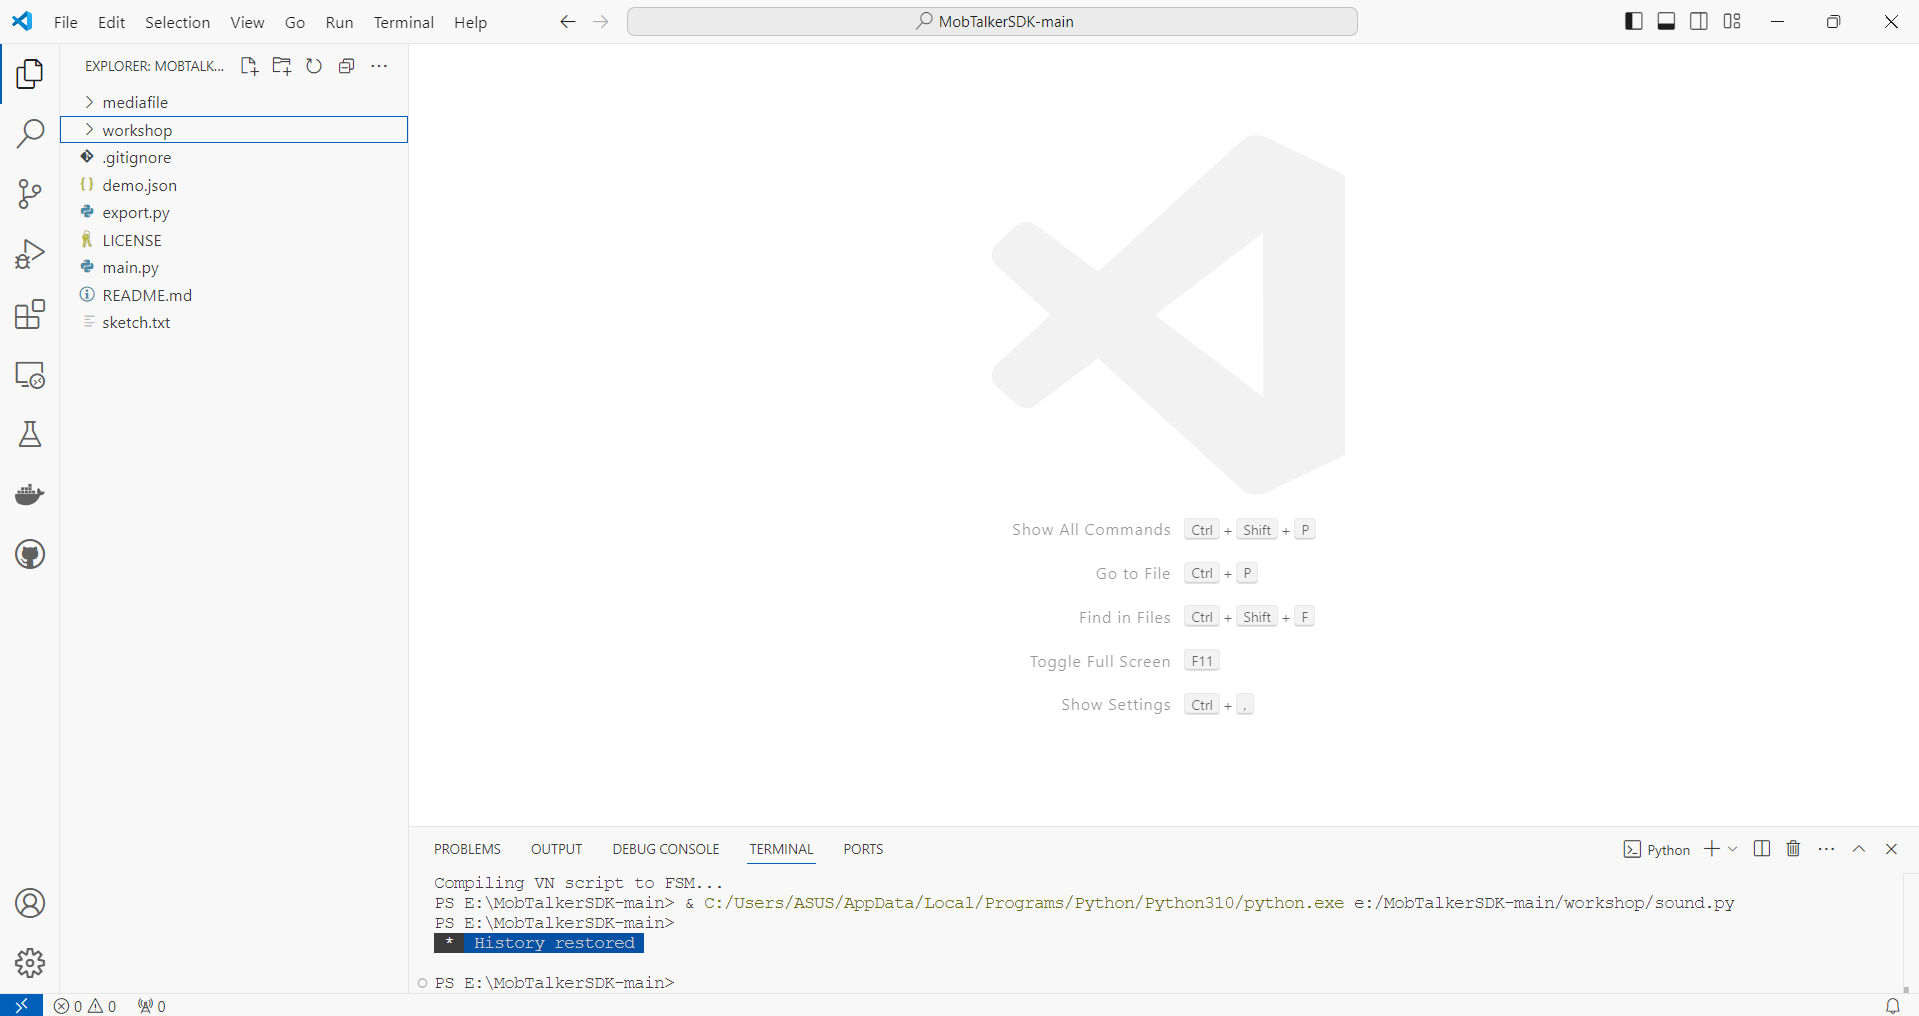 File Edit Selection View Go Run Terminal Help MobTalkerSDK-main
EXPLORER: MOBTALK...
mediafile
workshop
.gitignore
demo.json
export.py
LICENSE
main.py
README.md
sketch.txt
Show All Commands Ctrl + Shift + P
Go to File Ctrl + P
Find in Files Ctrl + Shift + F
Toggle Full Screen F11
Show Settings Ctrl + ,
PROBLEMS OUTPUT DEBUG CONSOLE TERMINAL PORTS Python
Compiling VN script to FSM...
PS E:\MobTalkerSDK-main> & C:/Users/ASUS/AppData/Local/Programs/Python/Python310/python.exe e:/MobTalkerSDK-main/workshop/sound.py
PS E:\MobTalkerSDK-main>
* History restored
PS E:\MobTalkerSDK-main>
0 0 0